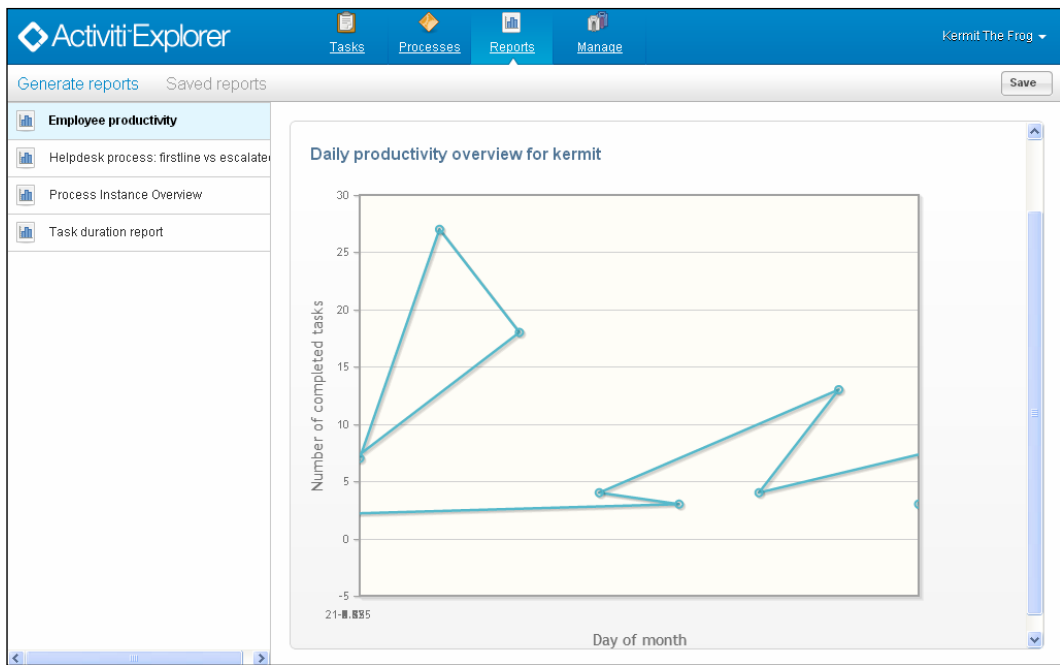 Activiti Explorer
Tasks
Processes
Reports
Manage
Kermit The Frog
Generate reports
Saved reports
Save
Employee productivity
Helpdesk process: firstline vs escalated
Process Instance Overview
Task duration report
Daily productivity overview for kermit
30
25
20
15
10
5
0
-5
Number of completed tasks
Day of month